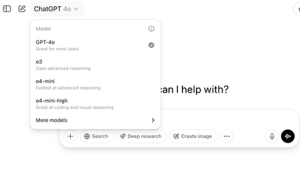 ChatGPT 4o
Model
GPT-4o
Great for most tasks
o3
Uses advanced reasoning
o4-mini
Fastest at advanced reasoning
o4-mini-high
Great at coding and visual reasoning
More models
can I help with?
Search
Deep research
Create image